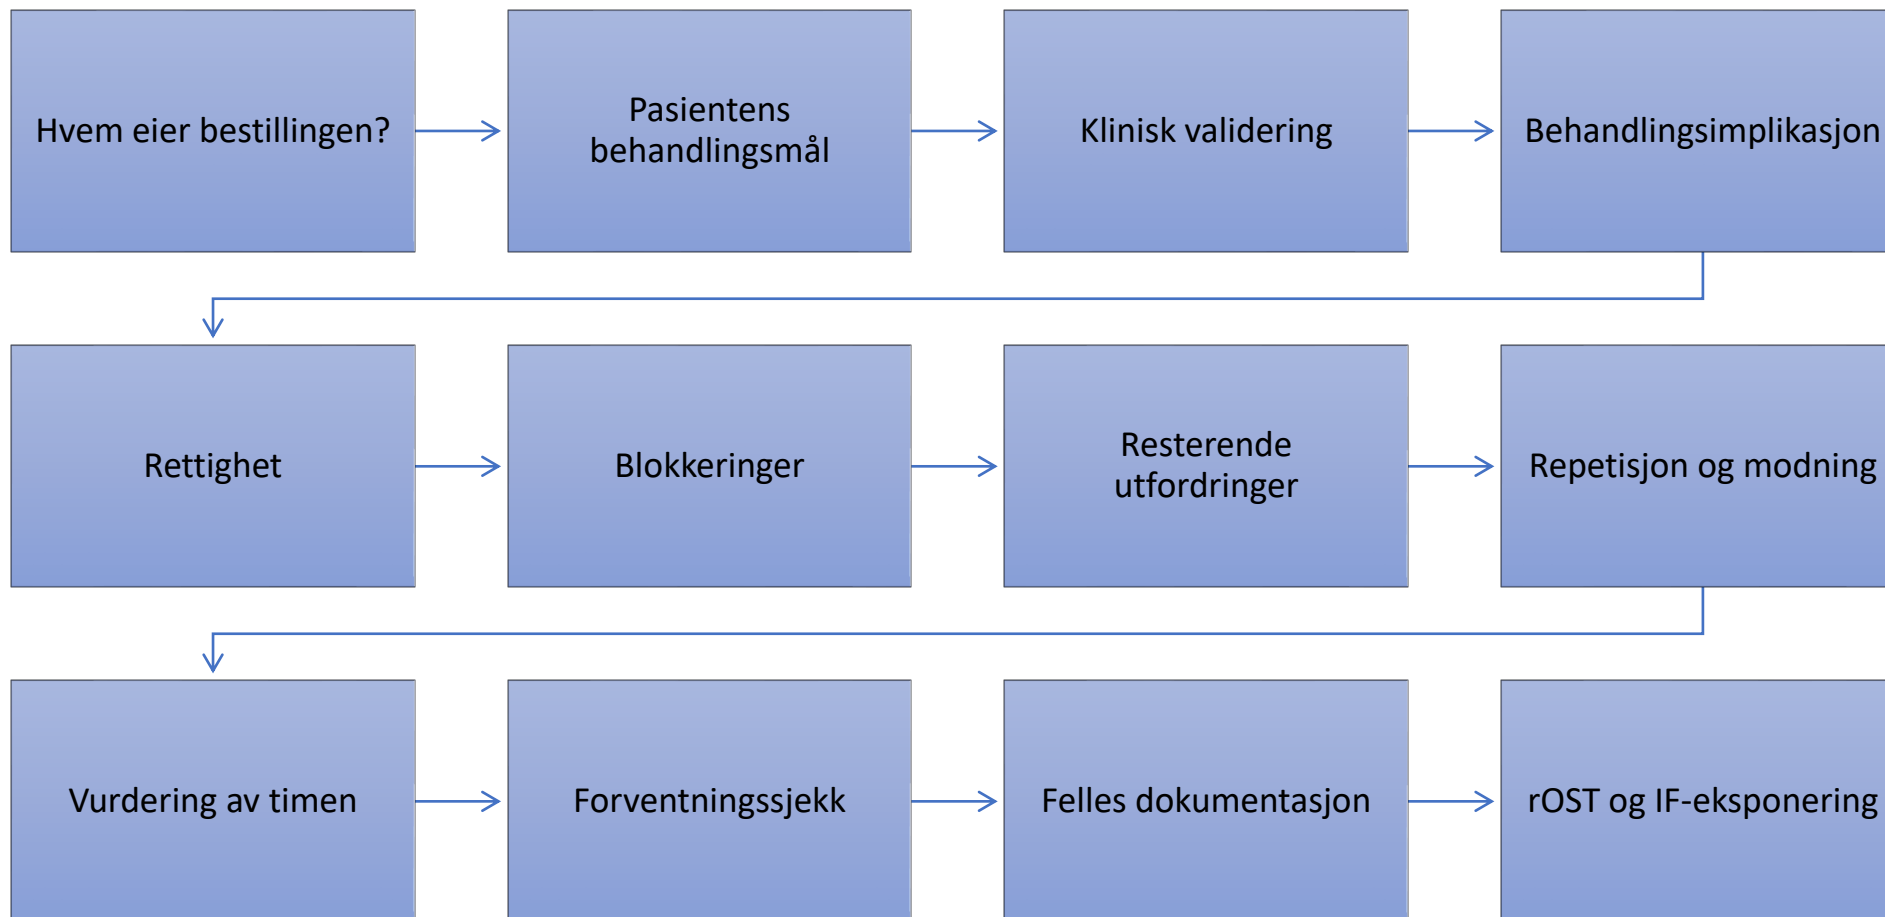 Hvem eier bestillingen?
Pasientens
behandlingsmål
Klinisk validering
Behandlingsimplikasjon
Rettighet
Blokkeringer
Resterende
utfordringer
Repetisjon og modning
Vurdering av timen
Forventningssjekk
Felles dokumentasjon
rOST og IF-eksponering